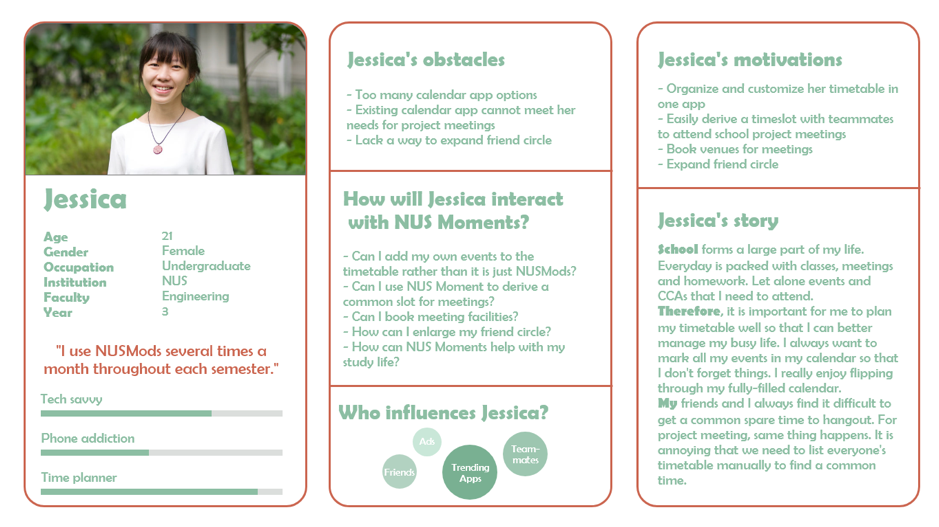 Jessica
Age 21
Gender Female
Occupation Undergraduate
Institution NUS
Faculty Engineering
Year 3
"I use NUSMods several times a
month throughout each semester."
Tech savvy
Phone addiction
Time planner
Jessica's obstacles
- Too many calendar app options
- Existing calendar app cannot meet her
needs for project meetings
- Lack a way to expand friend circle
How will Jessica interact
with NUS Moments?
- Can I add my own events to the
timetable rather than it is just NUSMods?
- Can I use NUS Moment to derive a
common slot for meetings?
- Can I book meeting facilities?
- How can I enlarge my friend circle?
- How can NUS Moments help with my
study life?
Who influences Jessica?
Ads
Friends
Trending
Apps
Team-
mates
Jessica's motivations
- Organize and customize her timetable in
one app
- Easily derive a timeslot with teammates
to attend school project meetings
- Book venues for meetings
- Expand friend circle
Jessica's story
School forms a large part of my life.
Everyday is packed with classes, meetings
and homework. Let alone events and
CCAs that I need to attend.
Therefore, it is important for me to plan
my timetable well so that I can better
manage my busy life. I always want to
mark all my events in my calendar so that
I don't forget things. I really enjoy flipping
through my fully-filled calendar.
My friends and I always find it difficult to
get a common spare time to hangout. For
project meeting, same thing happens. It is
annoying that we need to list everyone's
timetable manually to find a common
time.